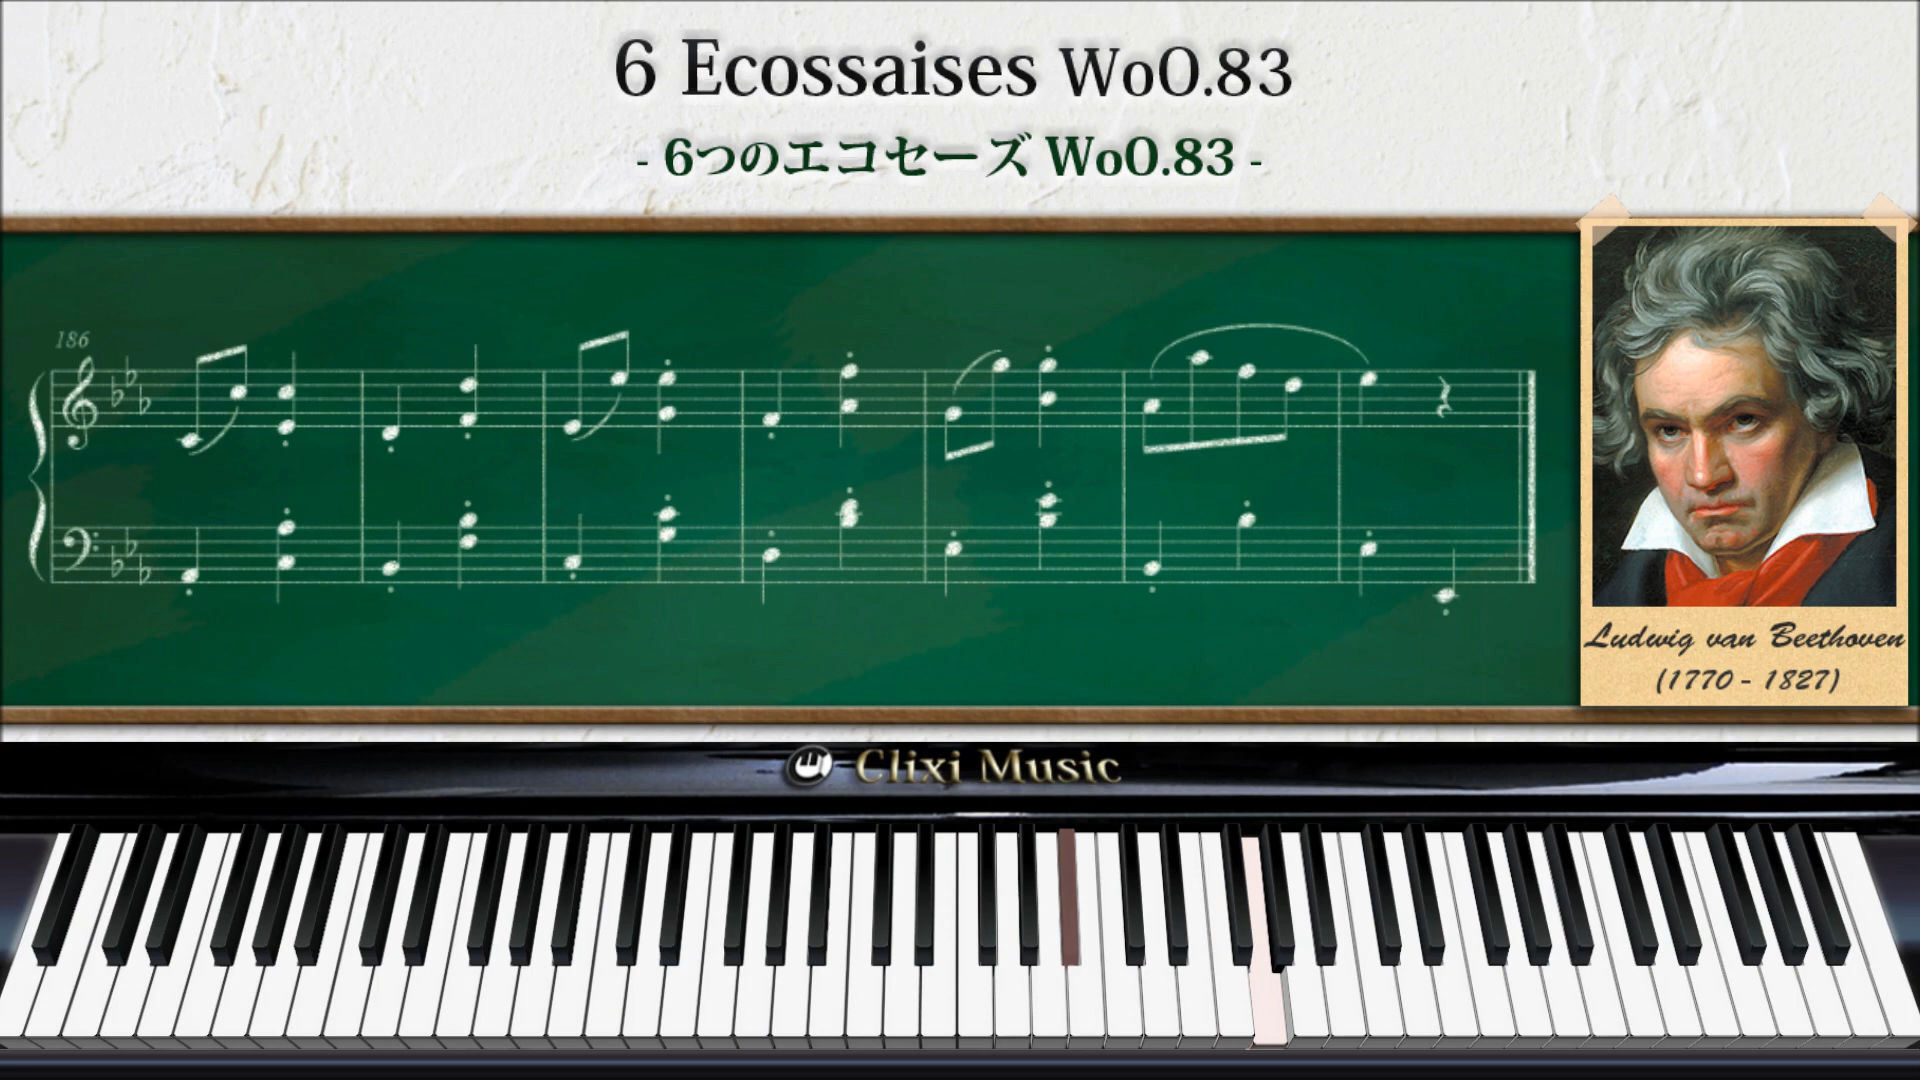 6 Ecossaises WoO.83
- 6つのエコセーズ WoO.83 -
186
Ludwig van Beethoven
(1770 - 1827)
Clixi Music